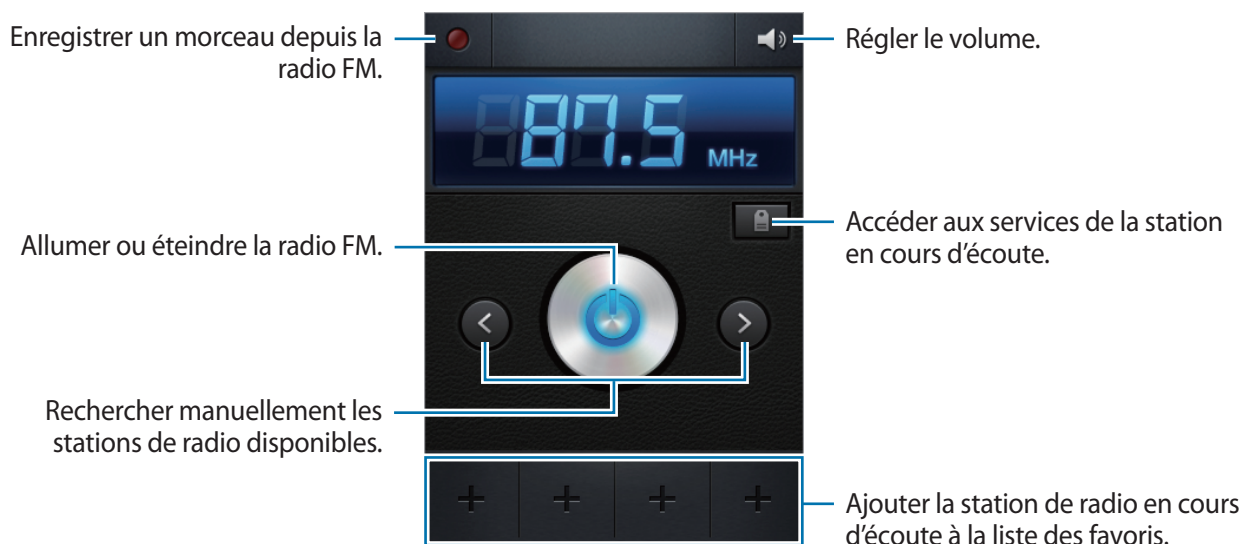 Enregistrer un morceau depuis la
radio FM.
Régler le volume.
87.5 MHz
Accéder aux services de la station
en cours d'écoute.
Allumer ou éteindre la radio FM.
Rechercher manuellement les
stations de radio disponibles.
Ajouter la station de radio en cours
d'écoute à la liste des favoris.